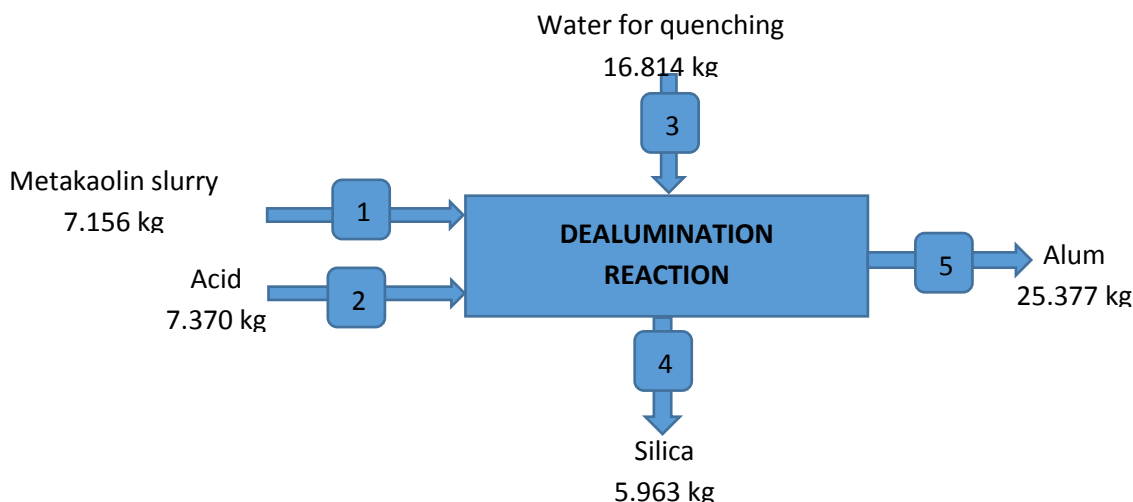 Water for quenching
16.814 kg
3
Metakaolin slurry
7.156 kg
1
DEALUMINATION
REACTION
5
Alum
25.377 kg
Acid
7.370 kg
2
4
Silica
5.963 kg